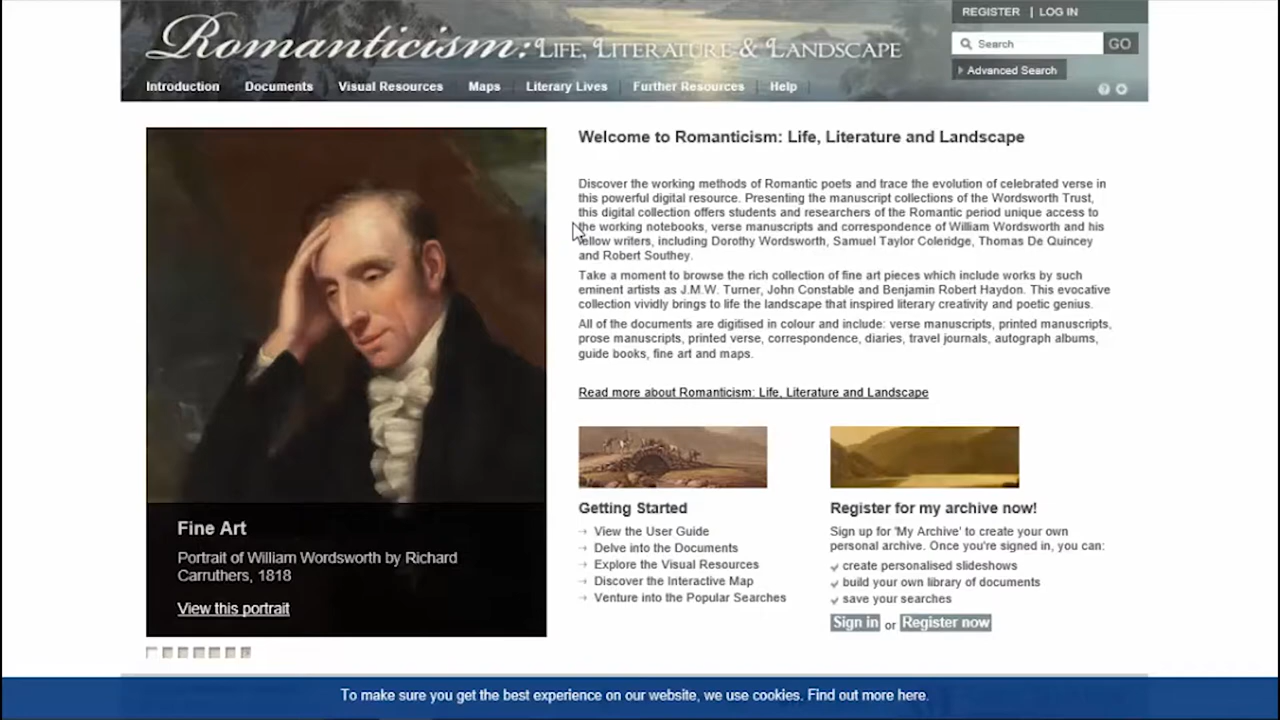 REGISTER | LOG IN
Romanticism: LIFE, LITERATURE & LANDSCAPE
Search GO
Advanced Search
Introduction Documents Visual Resources Maps Literary Lives Further Resources Help
Welcome to Romanticism: Life, Literature and Landscape
Discover the working methods of Romantic poets and trace the evolution of celebrated verse in
this powerful digital resource. Presenting the manuscript collections of the Wordsworth Trust,
this digital collection offers students and researchers of the Romantic period unique access to
the working notebooks, verse manuscripts and correspondence of William Wordsworth and his
fellow writers, including Dorothy Wordsworth, Samuel Taylor Coleridge, Thomas De Quincey
and Robert Southey.
Take a moment to browse the rich collection of fine art pieces which include works by such
eminent artists as J.M.W. Turner, John Constable and Benjamin Robert Haydon. This evocative
collection vividly brings to life the landscape that inspired literary creativity and poetic genius.
All of the documents are digitised in colour and include: verse manuscripts, printed manuscripts,
prose manuscripts, printed verse, correspondence, diaries, travel journals, autograph albums,
guide books, fine art and maps.
Read more about Romanticism: Life, Literature and Landscape
Fine Art
Portrait of William Wordsworth by Richard
Carruthers, 1818
View this portrait
Getting Started
View the User Guide
Delve into the Documents
Explore the Visual Resources
Discover the Interactive Map
Venture into the Popular Searches
Register for my archive now!
Sign up for 'My Archive' to create your own
personal archive. Once you're signed in, you can:
create personalised slideshows
build your own library of documents
save your searches
Sign in or Register now
To make sure you get the best experience on our website, we use cookies. Find out more here.